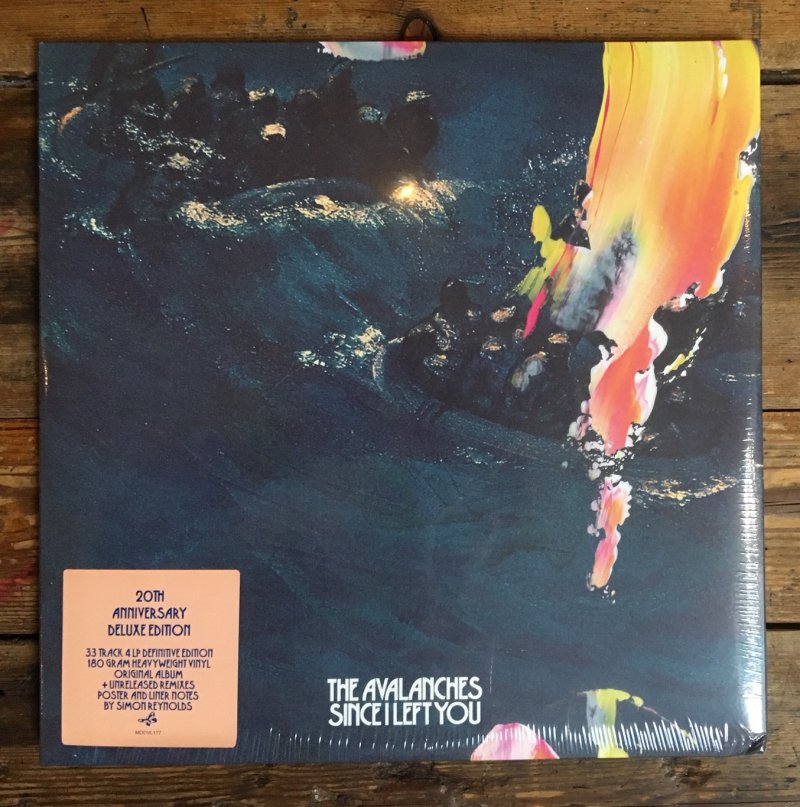 20TH
ANNIVERSARY
DELUXE EDITION
33 TRACK 4 LP DEFINITIVE EDITION
180 GRAM HEAVYWEIGHT VINYL
ORIGINAL ALBUM
+ UNRELEASED REMIXES
POSTER AND LINER NOTES
BY SIMON REYNOLDS
MODVL177
THE AVALANCHES
SINCE I LEFT YOU